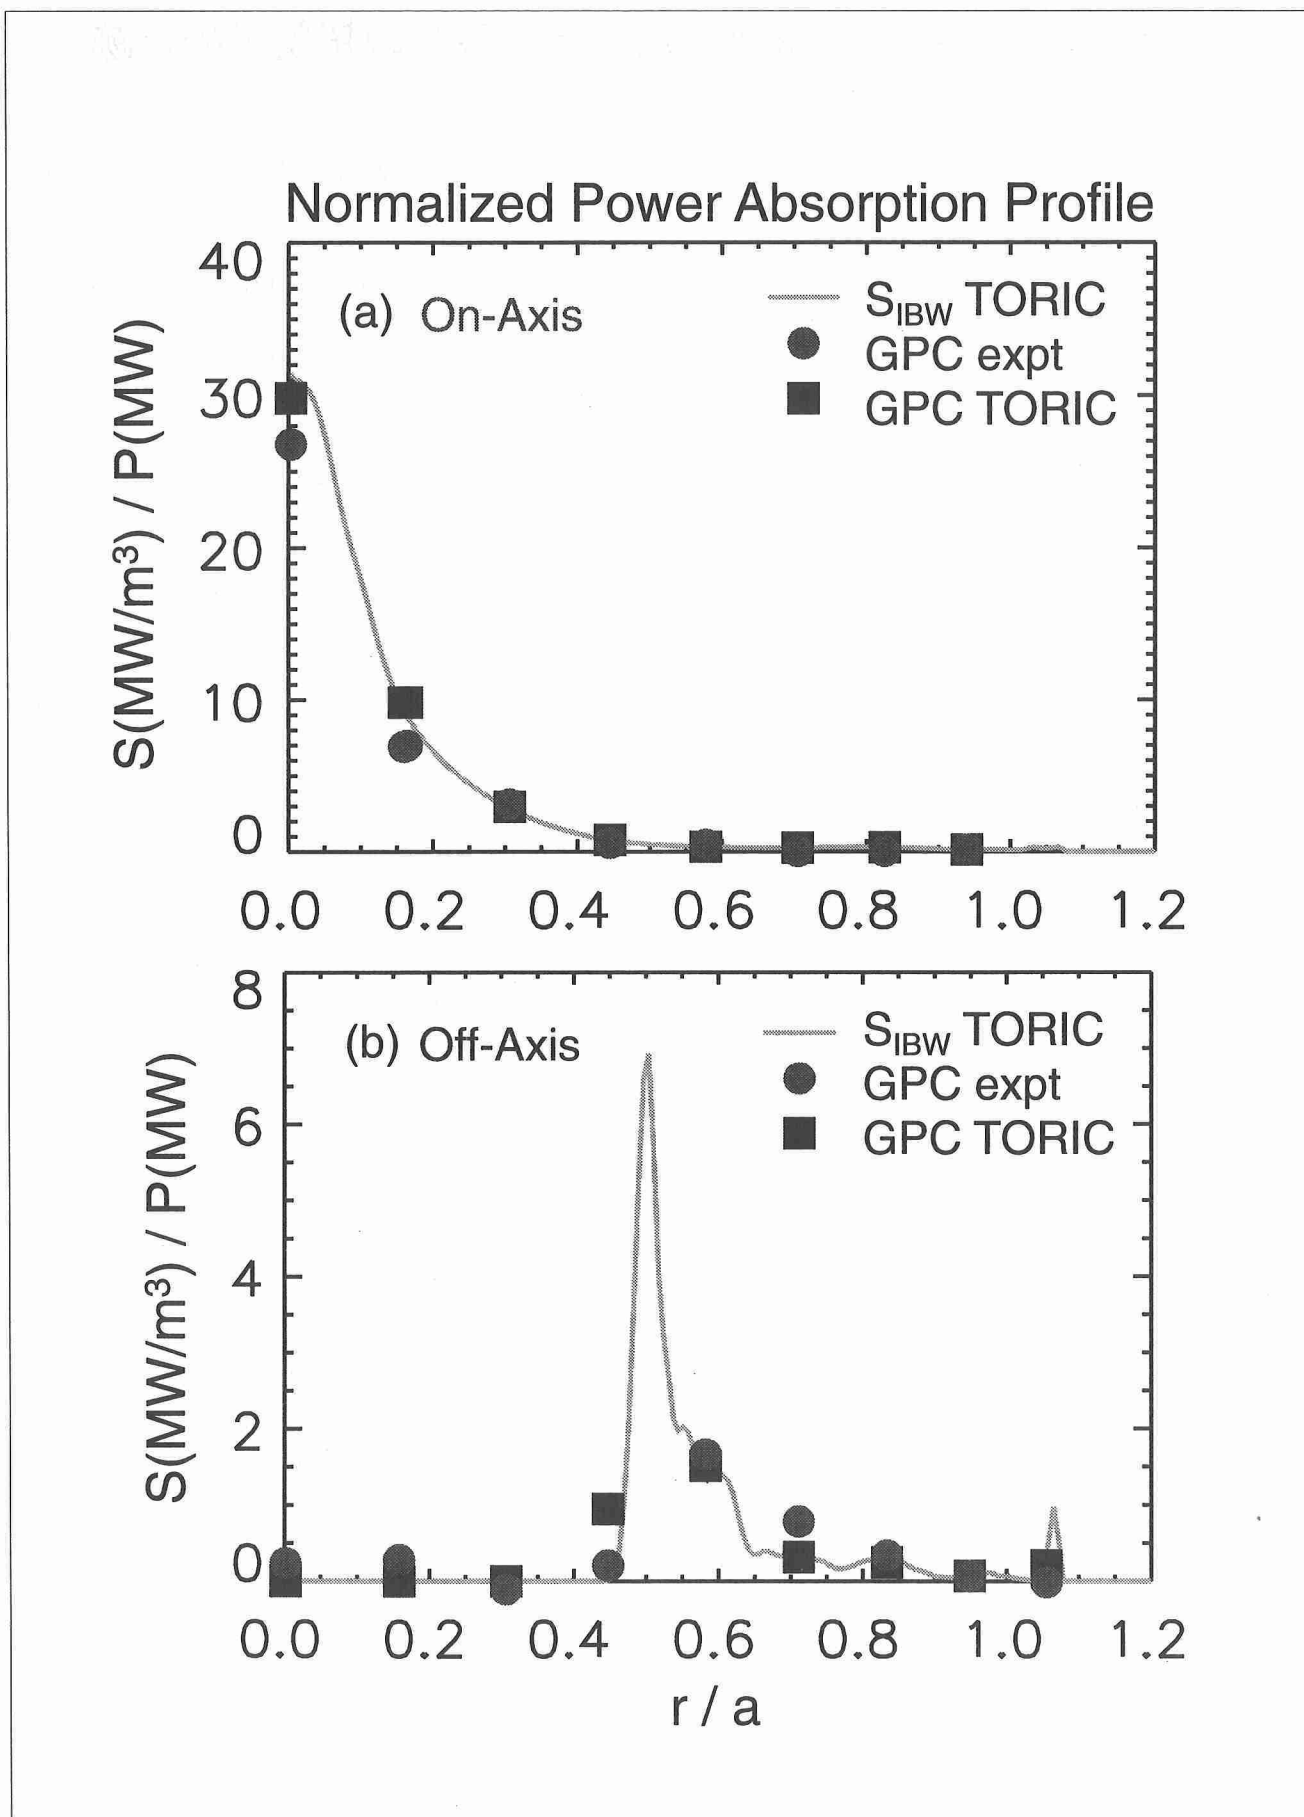 Normalized Power Absorption Profile
S(MW/m³) / P(MW)
40
30
20
10
0
(a) On-Axis
S_IBW TORIC
GPC expt
GPC TORIC
0.0 0.2 0.4 0.6 0.8 1.0 1.2
S(MW/m³) / P(MW)
8
6
4
2
0
(b) Off-Axis
S_IBW TORIC
GPC expt
GPC TORIC
0.0 0.2 0.4 0.6 0.8 1.0 1.2
r / a